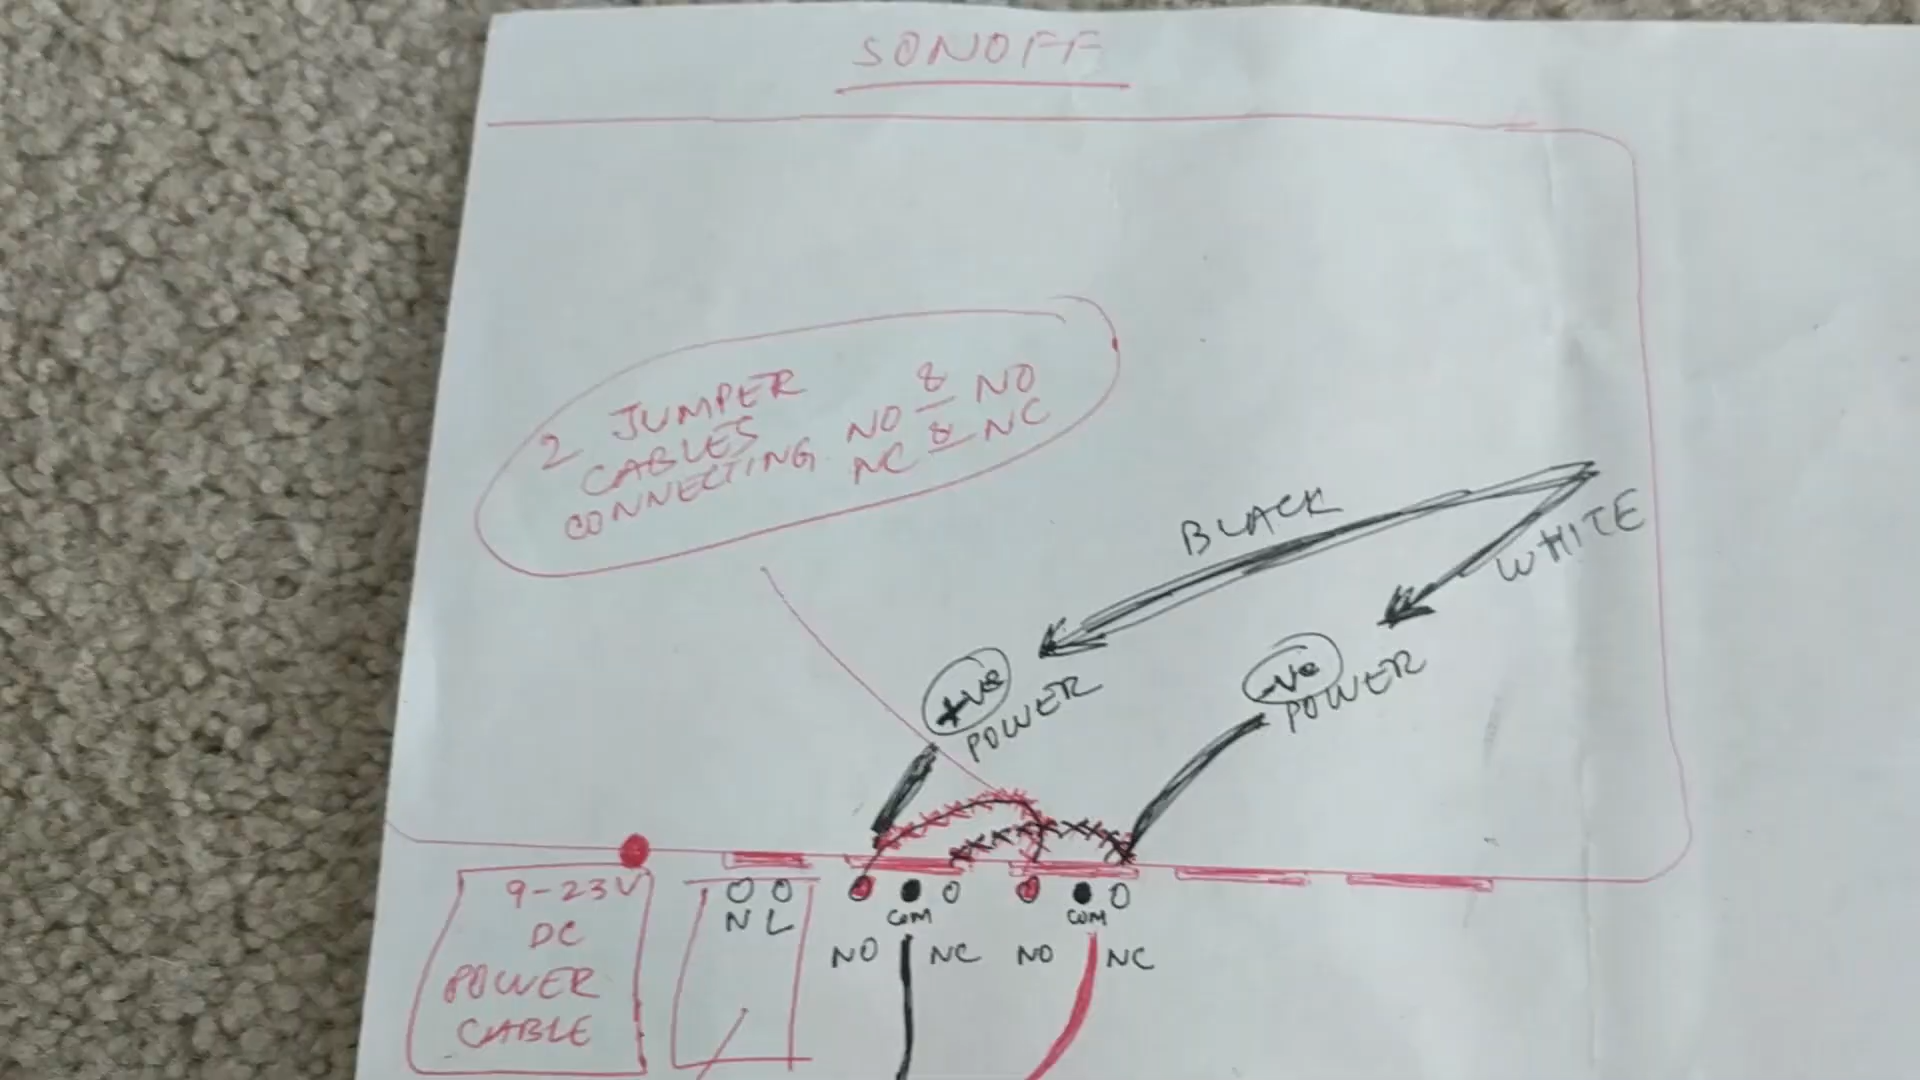 SONOFF
2 JUMPER
CABLES
CONNECTING NO & NO
NC & NC
BLACK
WHITE
+ve
POWER
-ve
POWER
9-23V
DC
POWER
CABLE
N L
COM
NO NC
COM
NO NC